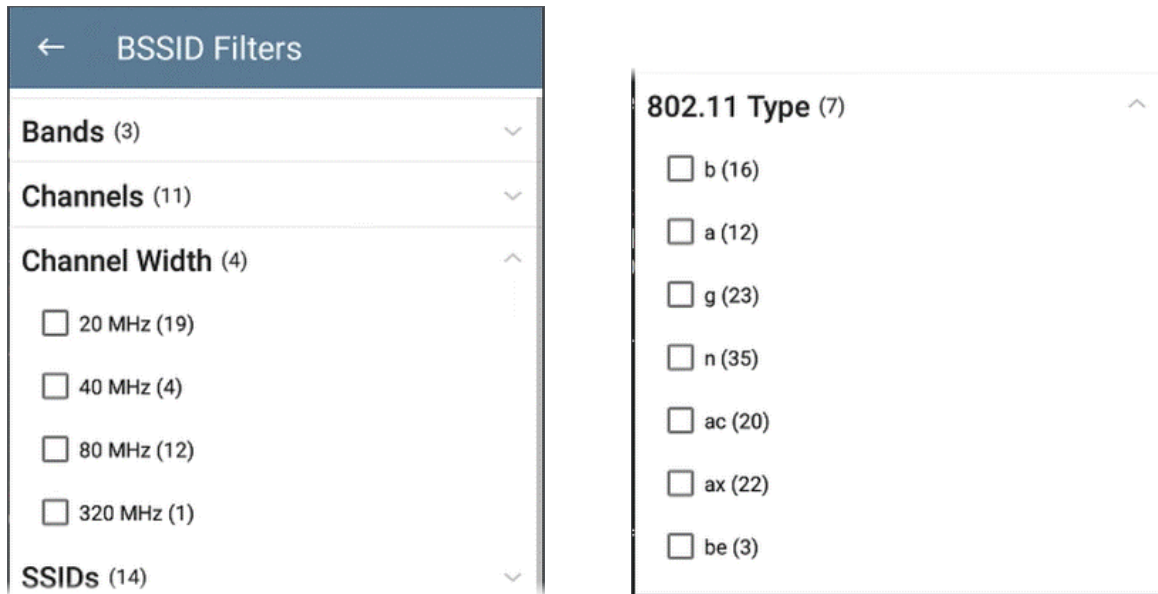 BSSID Filters
Bands (3)
Channels (11)
Channel Width (4)
20 MHz (19)
40 MHz (4)
80 MHz (12)
320 MHz (1)
SSIDs (14)
802.11 Type (7)
b (16)
a (12)
g (23)
n (35)
ac (20)
ax (22)
be (3)